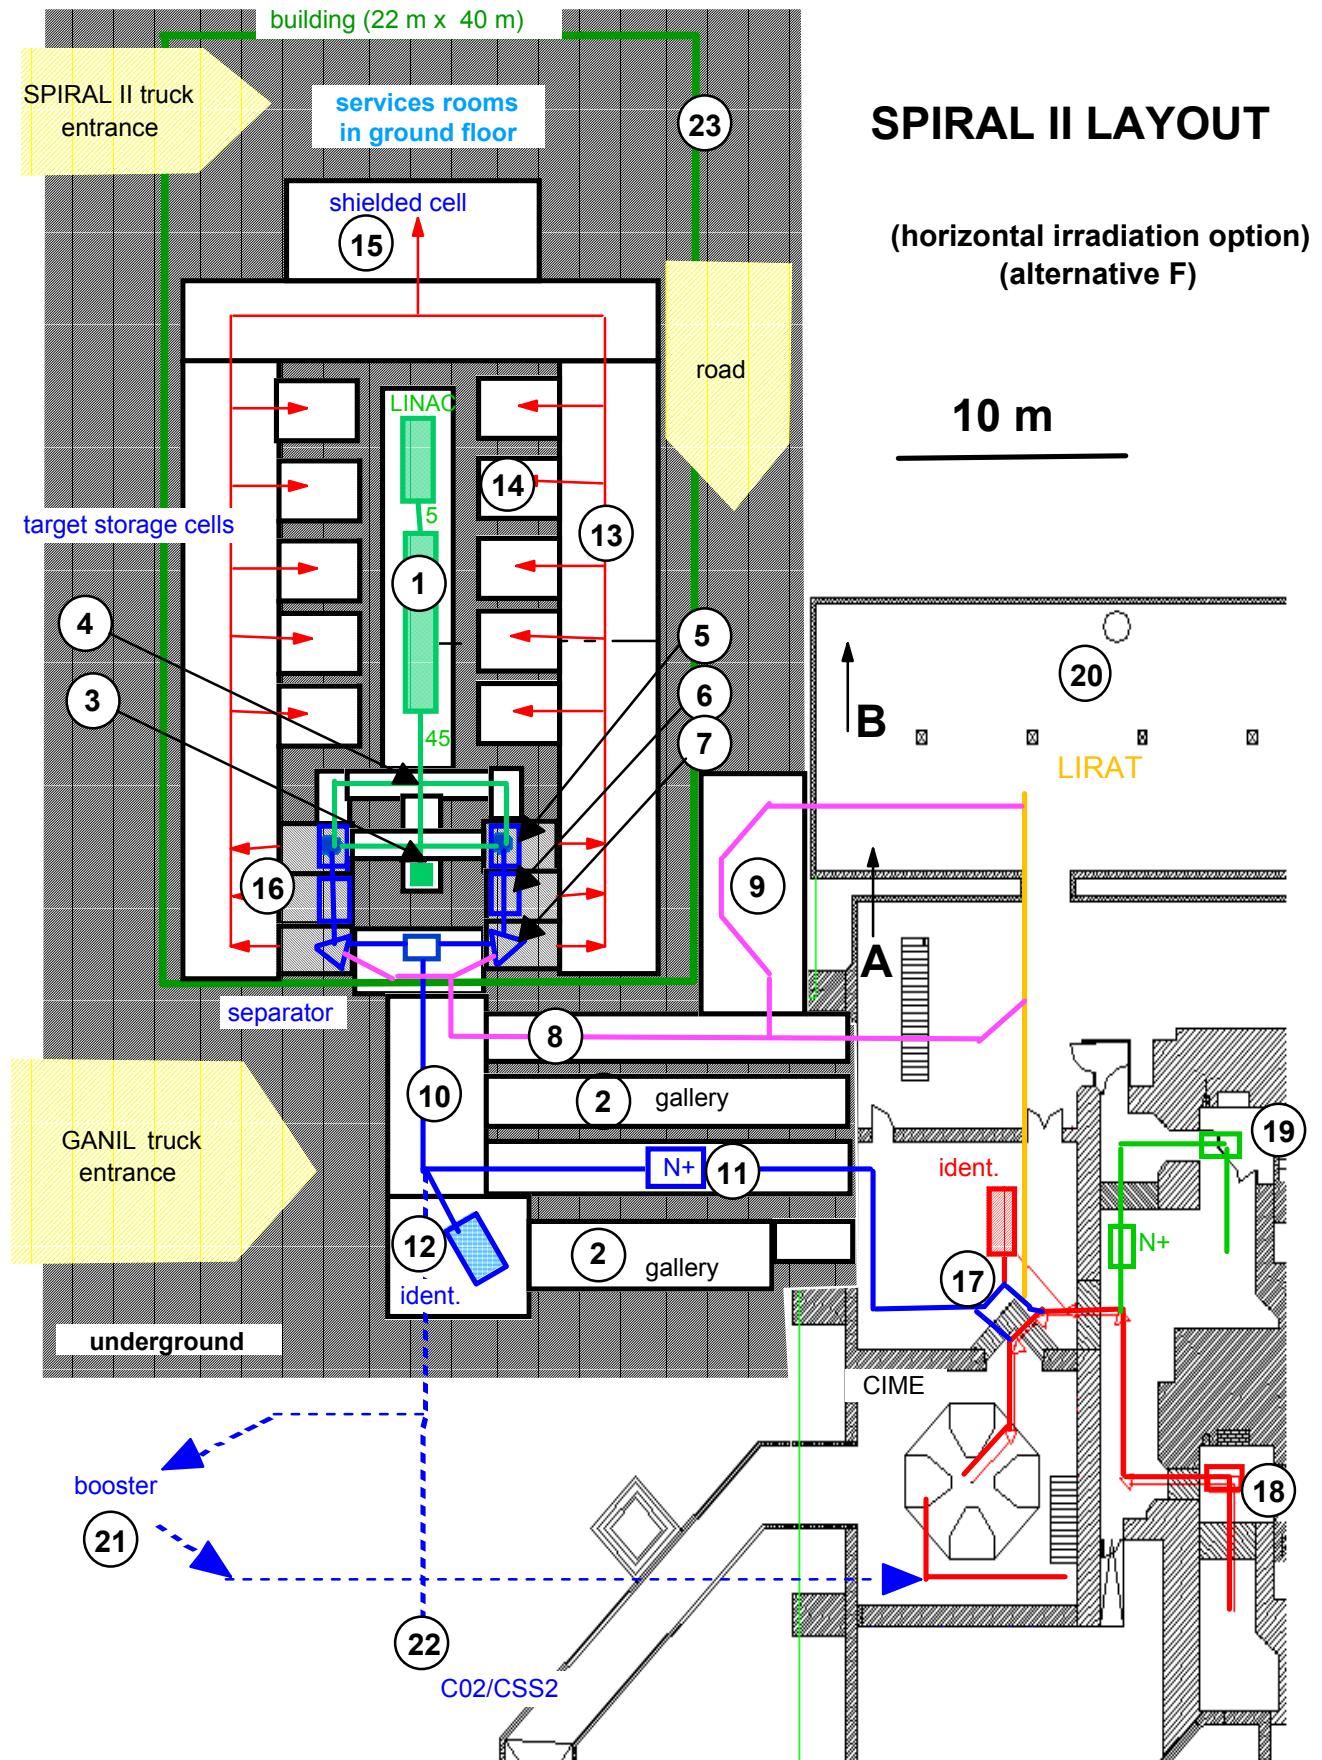 building (22 m x 40 m)
SPIRAL II truck
entrance
services rooms
in ground floor
23
SPIRAL II LAYOUT
shielded cell
15
(horizontal irradiation option)
(alternative F)
road
LINAC
10 m
14
5
target storage cells
13
1
4
5
20
3
6
B
45
7
LIRAT
16
9
A
separator
8
10
2
gallery
GANIL truck
entrance
19
N+
11
ident.
12
N+
2
gallery
17
ident.
underground
CIME
booster
18
21
22
C02/CSS2